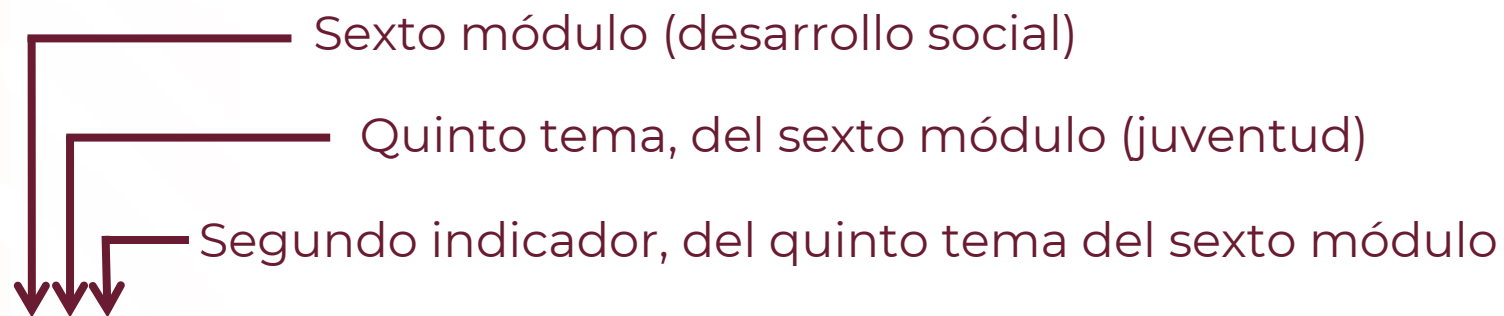 Sexto módulo (desarrollo social)
Quinto tema, del sexto módulo (juventud)
Segundo indicador, del quinto tema del sexto módulo